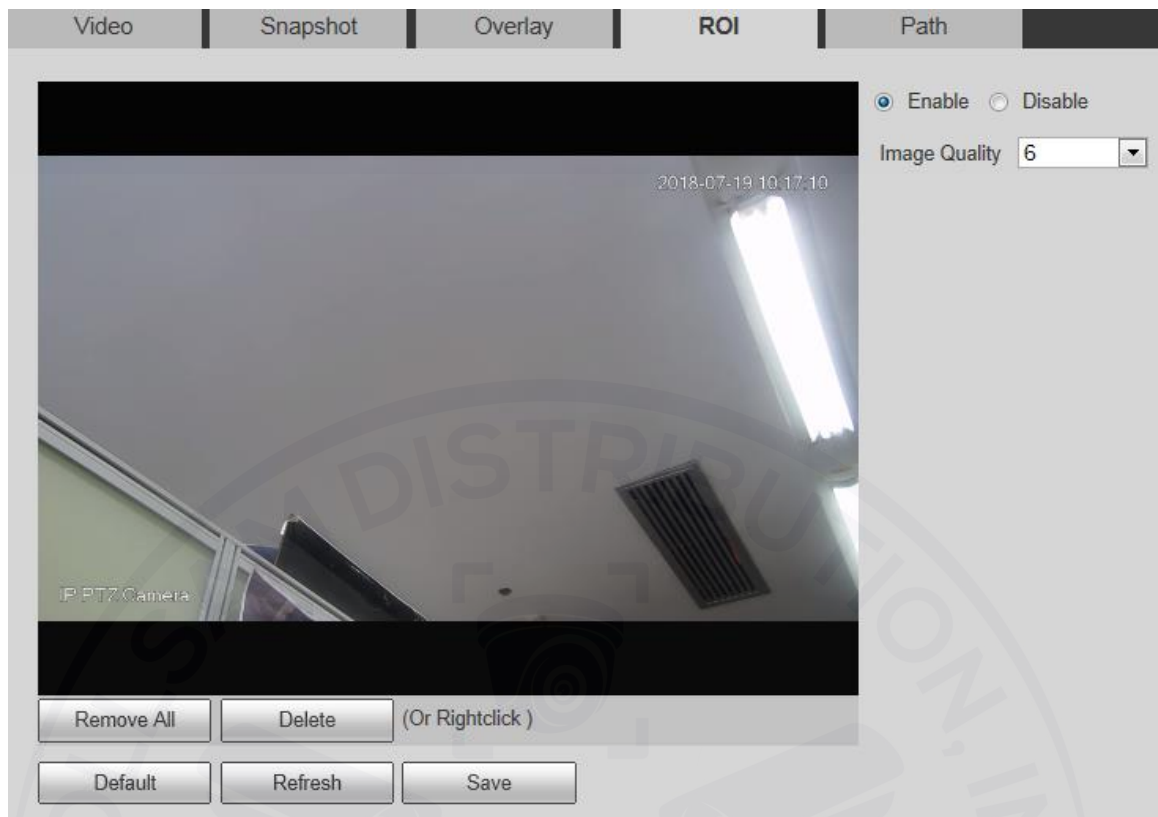 Video Snapshot Overlay ROI Path
Enable Disable
Image Quality 6
2018-07-19 10:17:10
IP PTZ Camera
Remove All Delete (Or Rightclick )
Default Refresh Save
DISTRIBUTION,